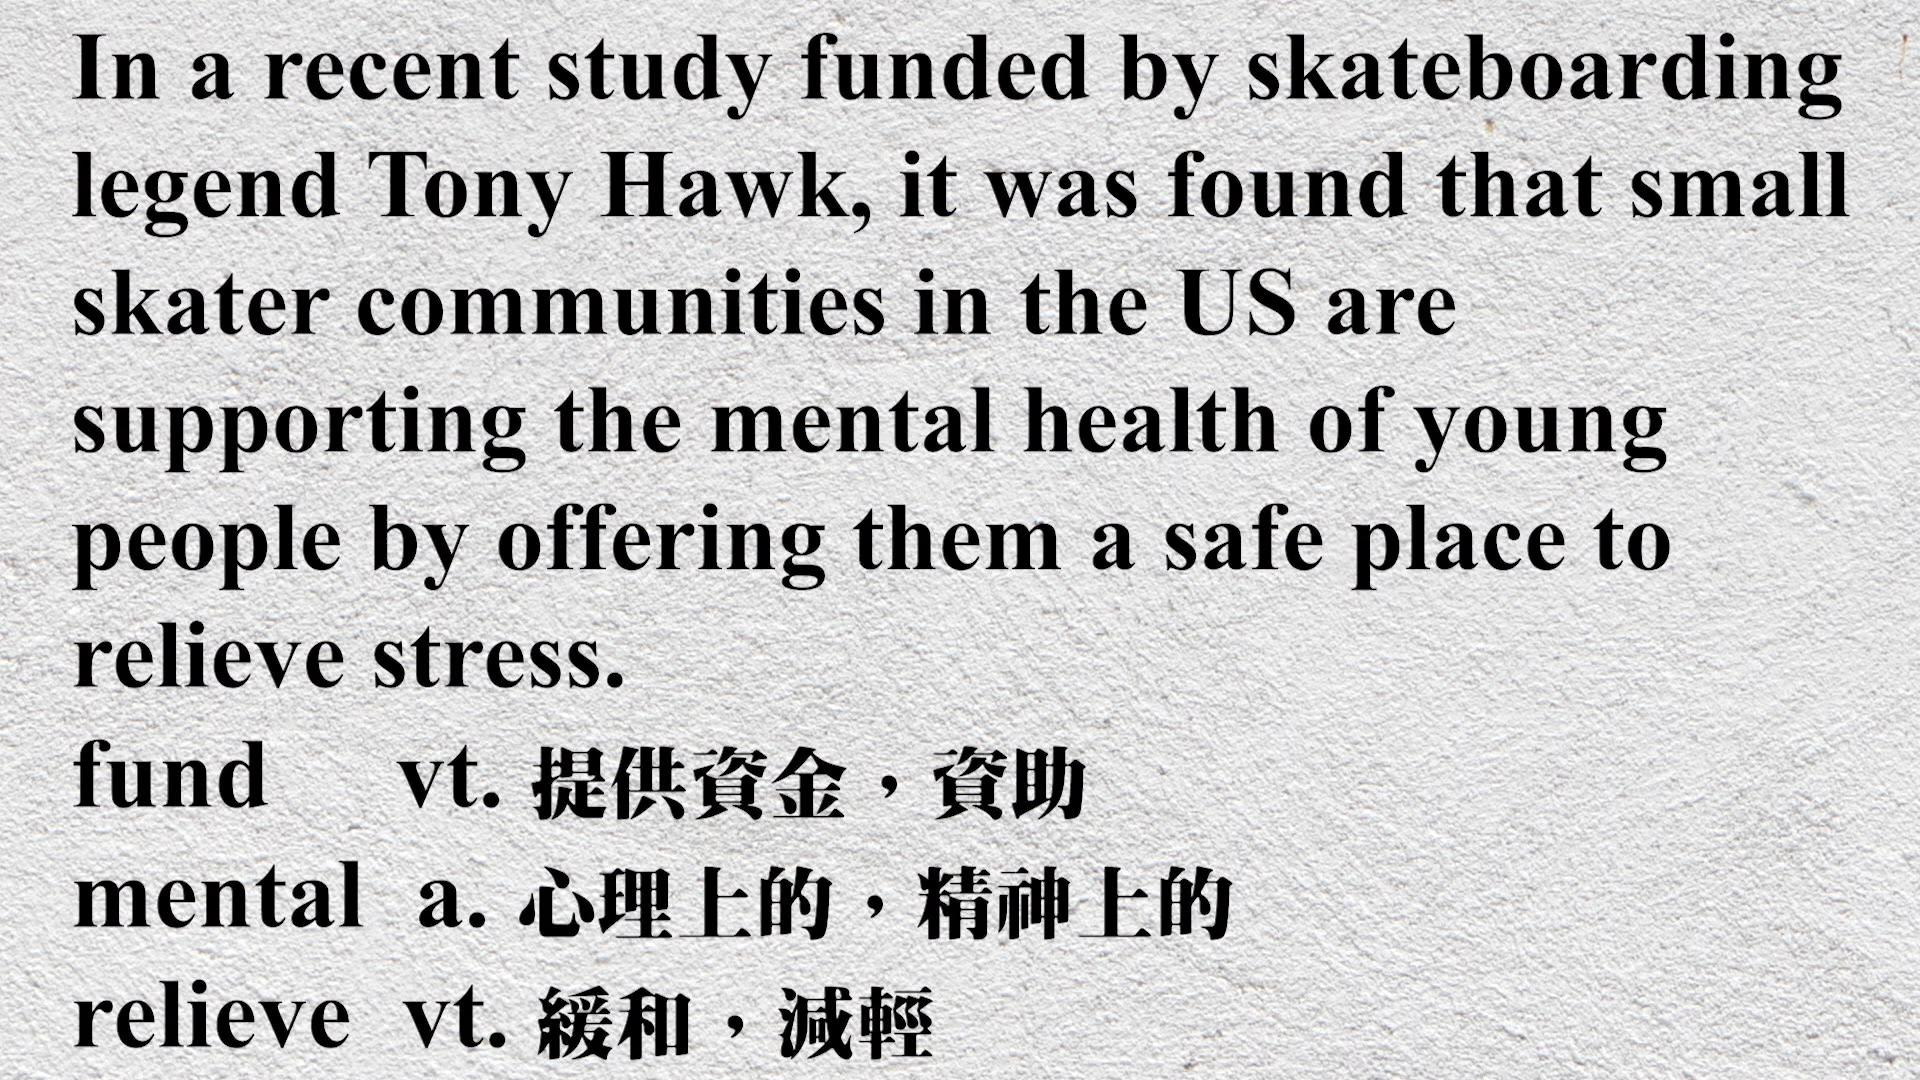 In a recent study funded by skateboarding
legend Tony Hawk, it was found that small
skater communities in the US are
supporting the mental health of young
people by offering them a safe place to
relieve stress.
fund vt. 提供資金，資助
mental a. 心理上的，精神上的
relieve vt. 緩和，減輕